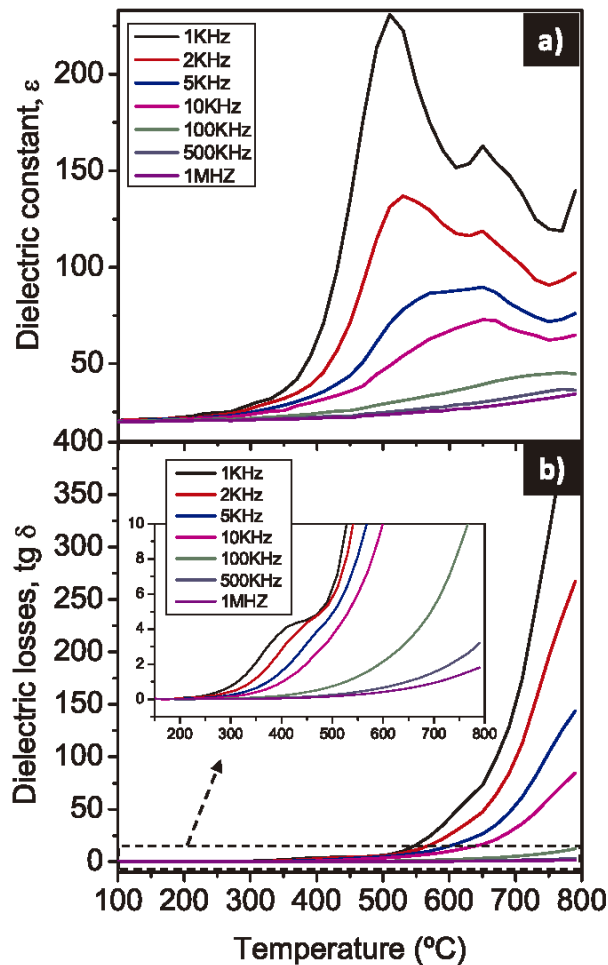 a)
1KHz
2KHz
5KHz
10KHz
100KHz
500KHz
1MHZ
Dielectric constant, ε
200
150
100
50
b)
1KHz
2KHz
5KHz
10KHz
100KHz
500KHz
1MHZ
Dielectric losses, tg δ
400
350
300
250
200
150
100
50
0
10
8
6
4
2
0
200 300 400 500 600 700 800
100 200 300 400 500 600 700 800
Temperature (ºC)